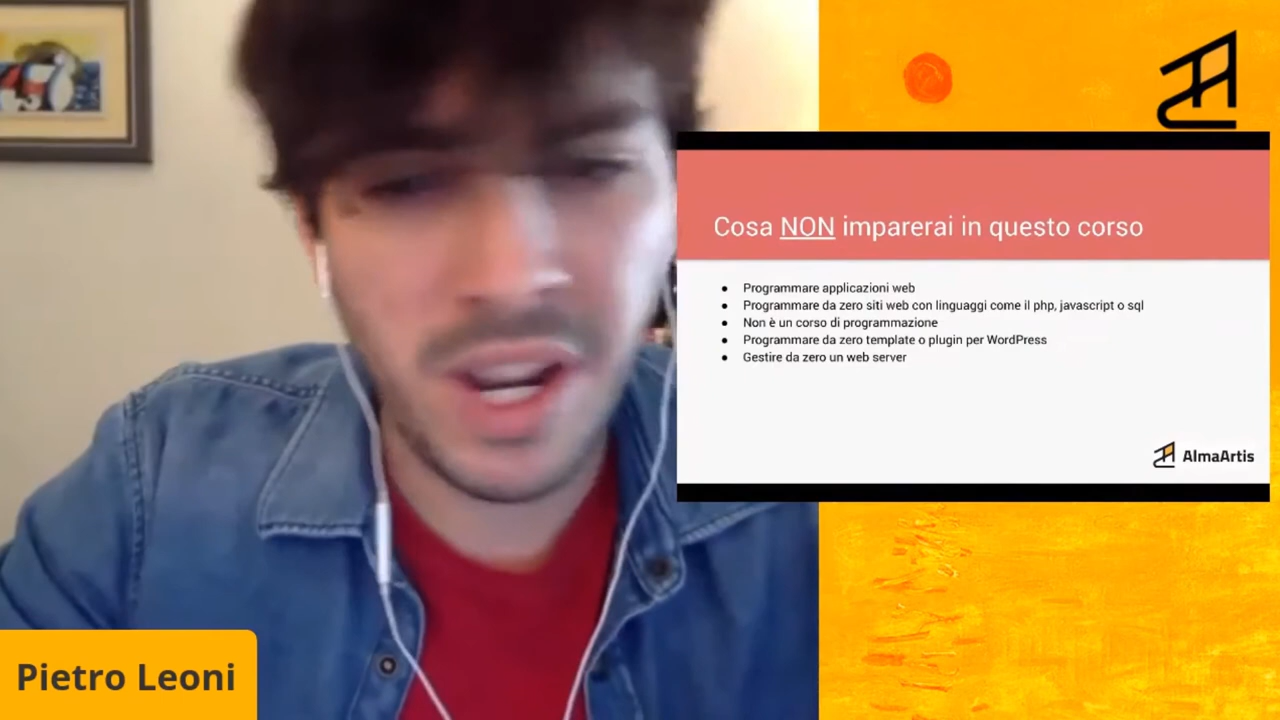 Cosa NON imparerai in questo corso
● Programmare applicazioni web
● Programmare da zero siti web con linguaggi come il php, javascript o sql
● Non è un corso di programmazione
● Programmare da zero template o plugin per WordPress
● Gestire da zero un web server
AlmaArtis
Pietro Leoni